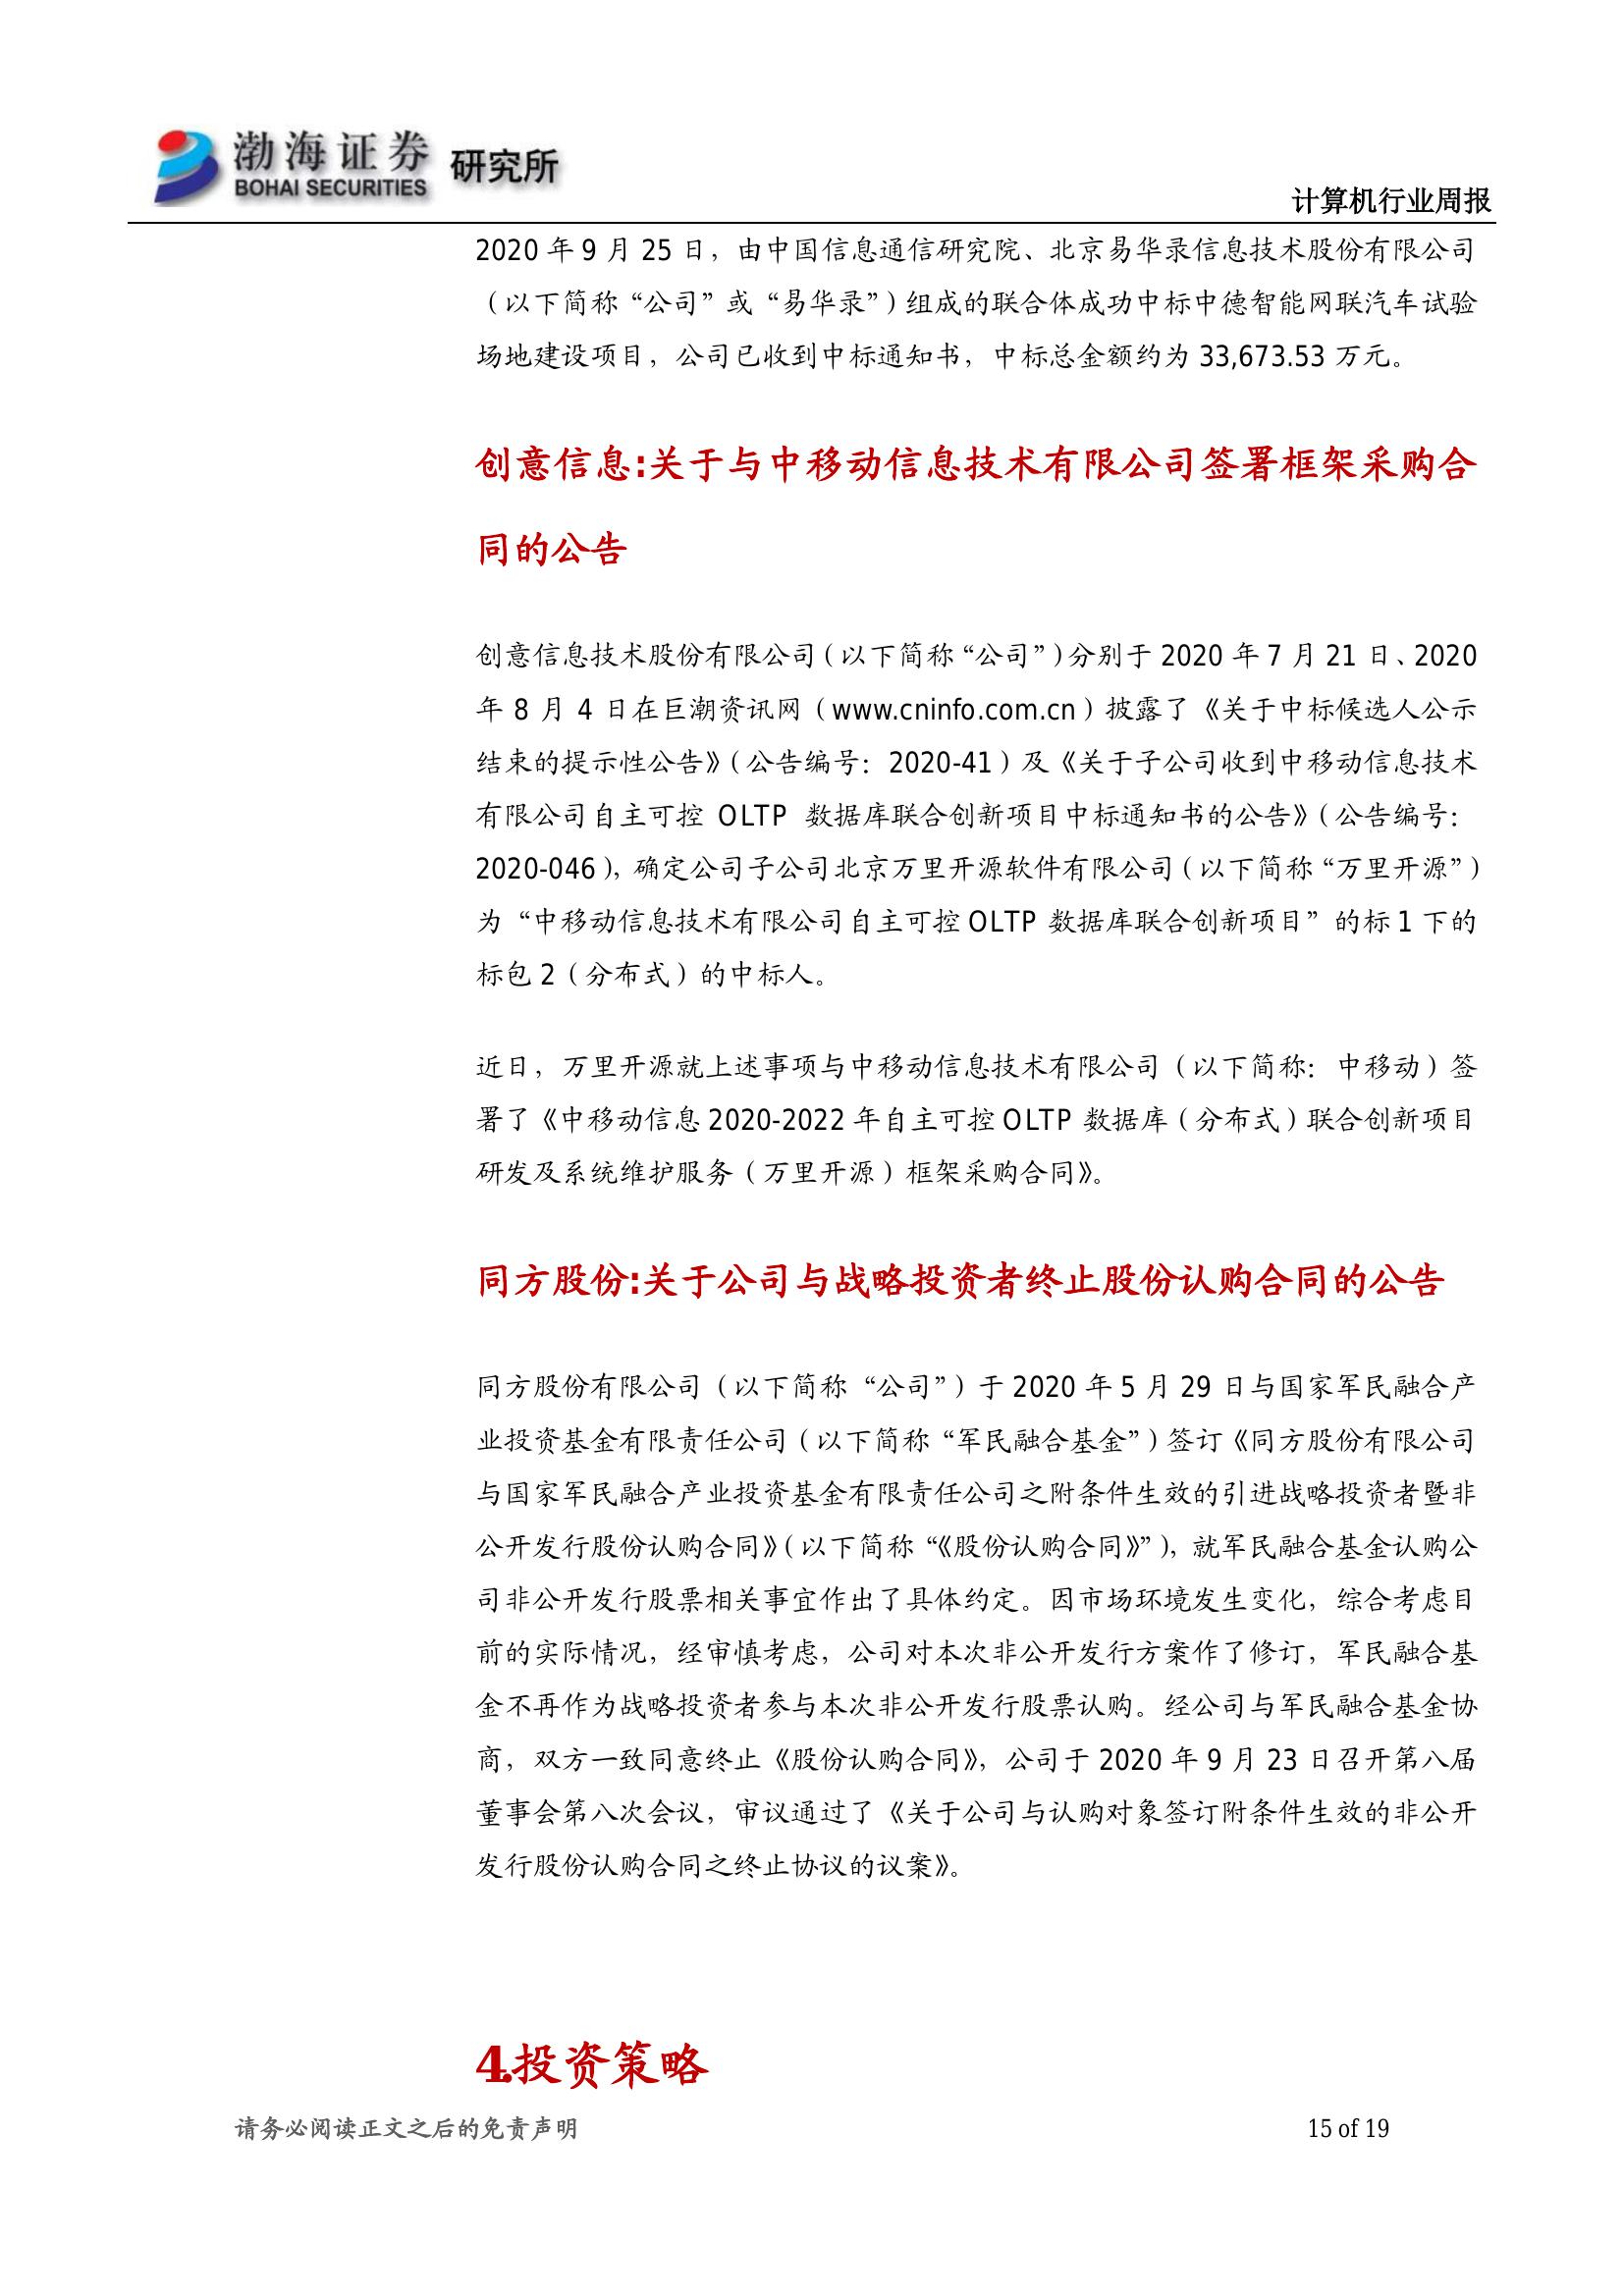 渤海证券 研究所
BOHAI SECURITIES
计算机行业周报
2020 年 9 月 25 日，由中国信息通信研究院、北京易华录信息技术股份有限公司
（以下简称“公司”或“易华录”）组成的联合体成功中标中德智能网联汽车试验
场地建设项目，公司已收到中标通知书，中标总金额约为 33,673.53 万元。
创意信息:关于与中移动信息技术有限公司签署框架采购合
同的公告
创意信息技术股份有限公司（以下简称“公司”）分别于 2020 年 7 月 21 日、2020
年 8 月 4 日在巨潮资讯网（www.cninfo.com.cn）披露了《关于中标候选人公示
结束的提示性公告》（公告编号：2020-41）及《关于子公司收到中移动信息技术
有限公司自主可控 OLTP 数据库联合创新项目中标通知书的公告》（公告编号：
2020-046），确定公司子公司北京万里开源软件有限公司（以下简称“万里开源”）
为“中移动信息技术有限公司自主可控 OLTP 数据库联合创新项目”的标 1 下的
标包 2（分布式）的中标人。
近日，万里开源就上述事项与中移动信息技术有限公司（以下简称：中移动）签
署了《中移动信息 2020-2022 年自主可控 OLTP 数据库（分布式）联合创新项目
研发及系统维护服务（万里开源）框架采购合同》。
同方股份:关于公司与战略投资者终止股份认购合同的公告
同方股份有限公司（以下简称“公司”）于 2020 年 5 月 29 日与国家军民融合产
业投资基金有限责任公司（以下简称“军民融合基金”）签订《同方股份有限公司
与国家军民融合产业投资基金有限责任公司之附条件生效的引进战略投资者暨非
公开发行股份认购合同》（以下简称“《股份认购合同》”），就军民融合基金认购公
司非公开发行股票相关事宜作出了具体约定。因市场环境发生变化，综合考虑目
前的实际情况，经审慎考虑，公司对本次非公开发行方案作了修订，军民融合基
金不再作为战略投资者参与本次非公开发行股票认购。经公司与军民融合基金协
商，双方一致同意终止《股份认购合同》，公司于 2020 年 9 月 23 日召开第八届
董事会第八次会议，审议通过了《关于公司与认购对象签订附条件生效的非公开
发行股份认购合同之终止协议的议案》。
4.投资策略
请务必阅读正文之后的免责声明
15 of 19